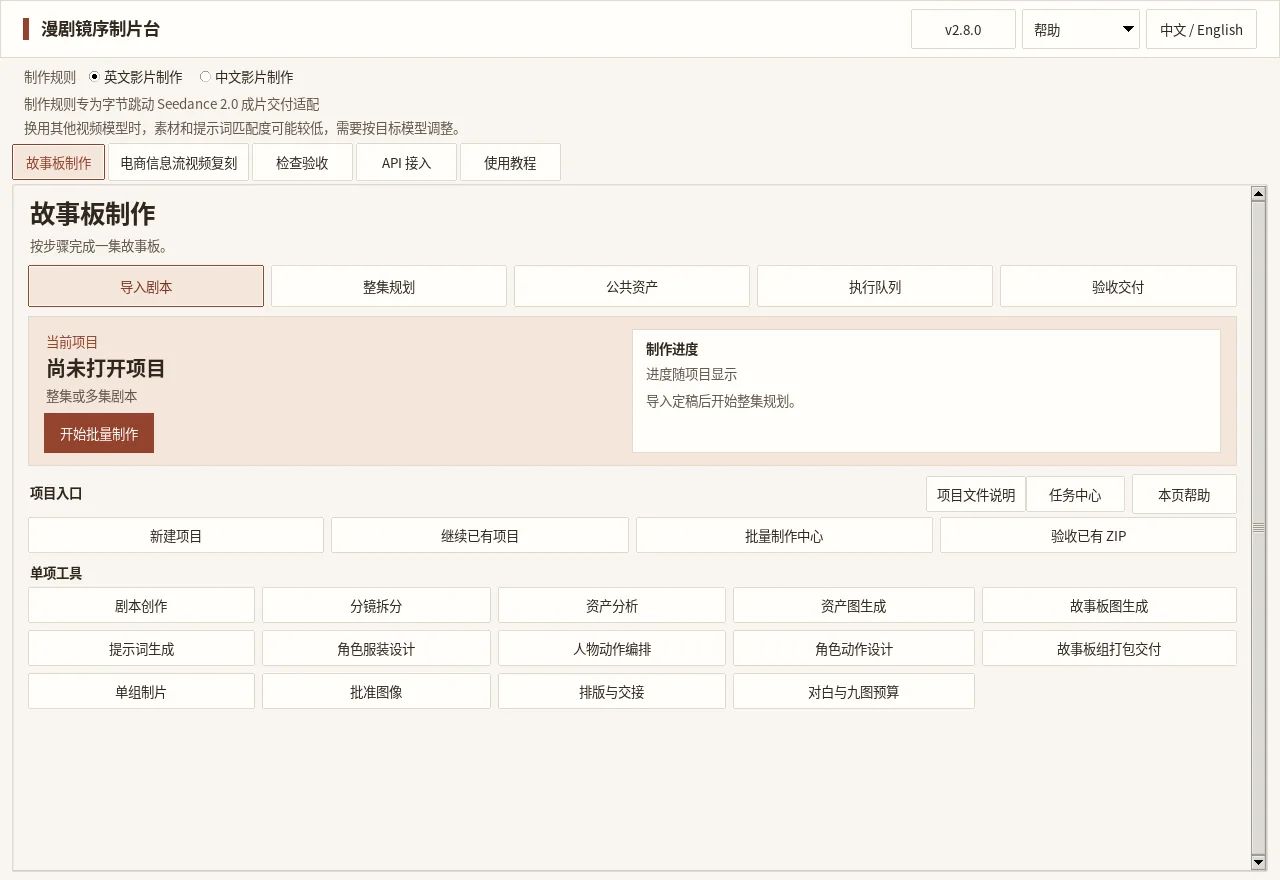 漫剧镜序制片台
v2.8.0
帮助
中文 / English
制作规则 英文影片制作 中文影片制作
制作规则专为字节跳动 Seedance 2.0 成片交付适配
换用其他视频模型时，素材和提示词匹配度可能较低，需要按目标模型调整。
故事板制作
电商信息流视频复刻
检查验收
API 接入
使用教程
故事板制作
按步骤完成一集故事板。
导入剧本
整集规划
公共资产
执行队列
验收交付
当前项目
尚未打开项目
整集或多集剧本
开始批量制作
制作进度
进度随项目显示
导入定稿后开始整集规划。
项目入口
项目文件说明
任务中心
本页帮助
新建项目
继续已有项目
批量制作中心
验收已有 ZIP
单项工具
剧本创作
分镜拆分
资产分析
资产图生成
故事板图生成
提示词生成
角色服装设计
人物动作编排
角色动作设计
故事板组打包交付
单组制片
批准图像
排版与交接
对白与九图预算